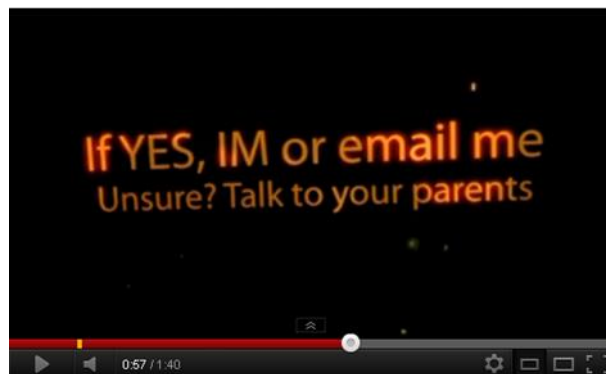 If YES, IM or email me
Unsure? Talk to your parents
0:57 / 1:40